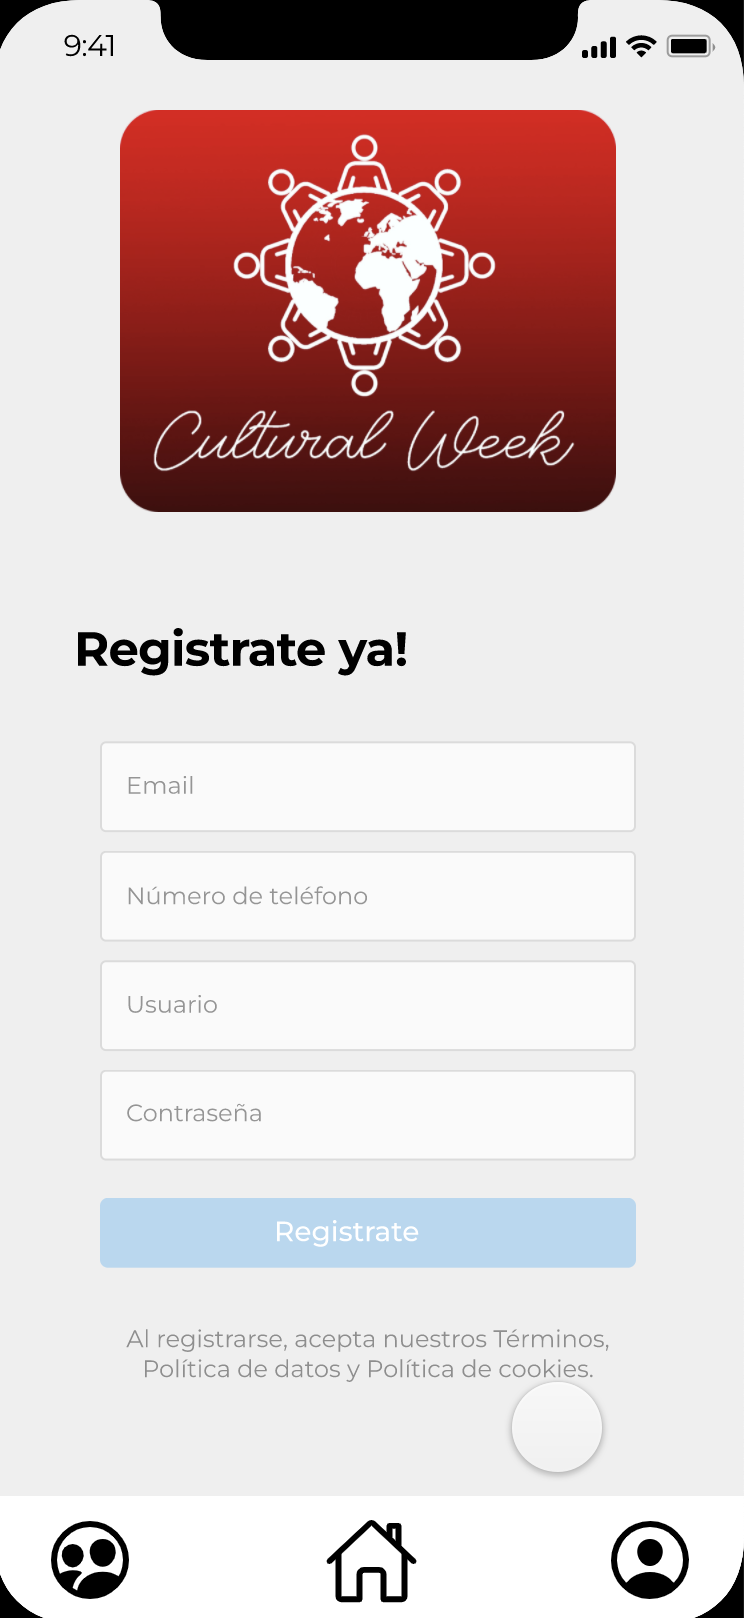 9:41
Cultural Week
Registrate ya!
Email
Número de teléfono
Usuario
Contraseña
Registrate
Al registrarse, acepta nuestros Términos,
Política de datos y Política de cookies.